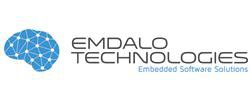 EMDALO
TECHNOLOGIES
Embedded Software Solutions